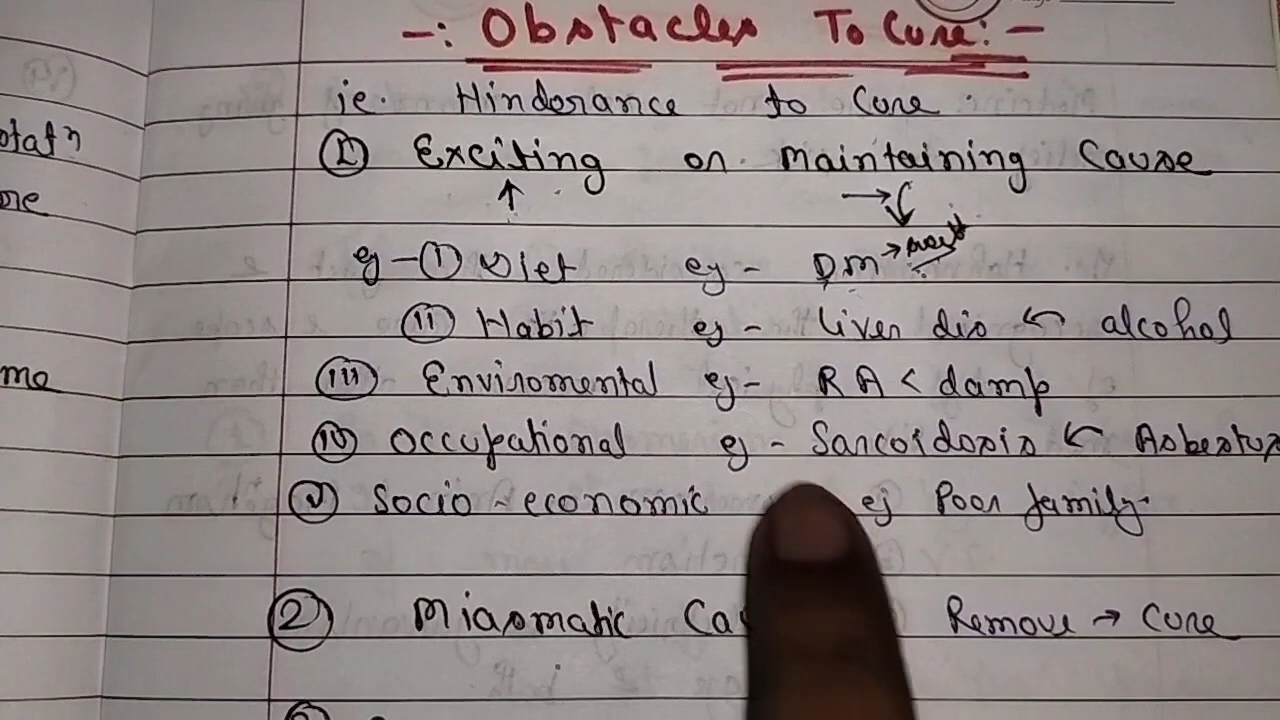 -: Obstacles To Cure:-
ie. Hinderance to Cure.
① Exciting or maintaining Cause
eg - (i) Diet eg - DM →
(ii) Habit eg - liver dis ← alcohol
(iii) Enviromental eg - RA < damp
(iv) Occupational eg - Sarcoidosis ← Asbestos
(v) Socio-economic eg Poor family.
② Miasmatic Remove → Cure
otatn
me